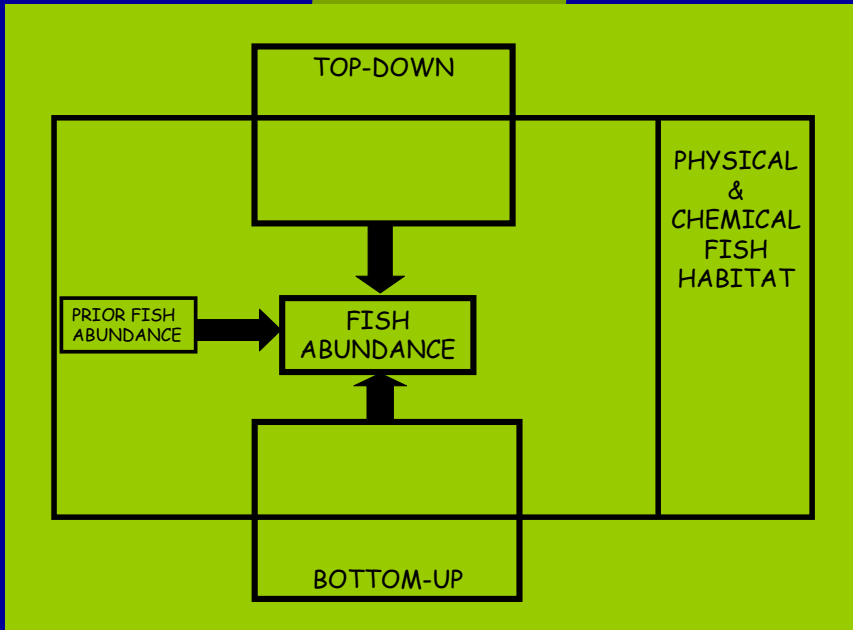 TOP-DOWN
PHYSICAL
&
CHEMICAL
FISH
HABITAT
PRIOR FISH
ABUNDANCE
FISH
ABUNDANCE
BOTTOM-UP